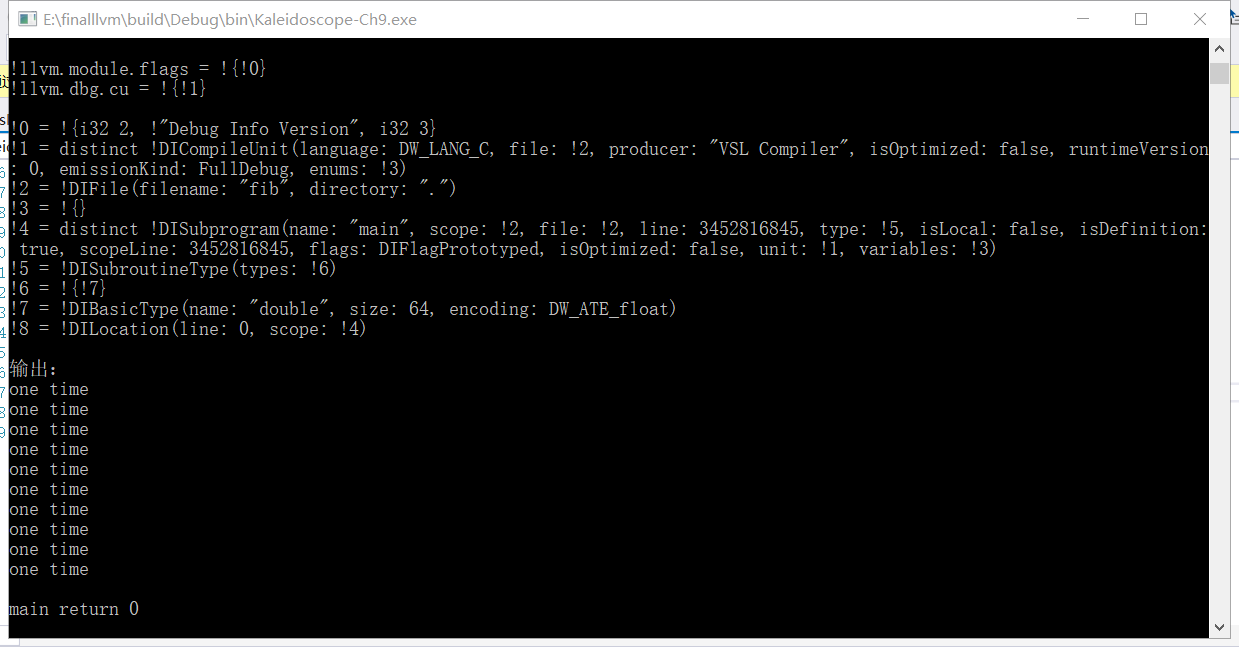 E:\finalllvm\build\Debug\bin\Kaleidoscope-Ch9.exe
!llvm.module.flags = !{!0}
!llvm.dbg.cu = !{!1}
!0 = !{i32 2, !"Debug Info Version", i32 3}
!1 = distinct !DICompileUnit(language: DW_LANG_C, file: !2, producer: "VSL Compiler", isOptimized: false, runtimeVersion
: 0, emissionKind: FullDebug, enums: !3)
!2 = !DIFile(filename: "fib", directory: ".")
!3 = !{}
!4 = distinct !DISubprogram(name: "main", scope: !2, file: !2, line: 3452816845, type: !5, isLocal: false, isDefinition:
 true, scopeLine: 3452816845, flags: DIFlagPrototyped, isOptimized: false, unit: !1, variables: !3)
!5 = !DISubroutineType(types: !6)
!6 = !{!7}
!7 = !DIBasicType(name: "double", size: 64, encoding: DW_ATE_float)
!8 = !DILocation(line: 0, scope: !4)
输出:
one time
one time
one time
one time
one time
one time
one time
one time
one time
one time
main return 0